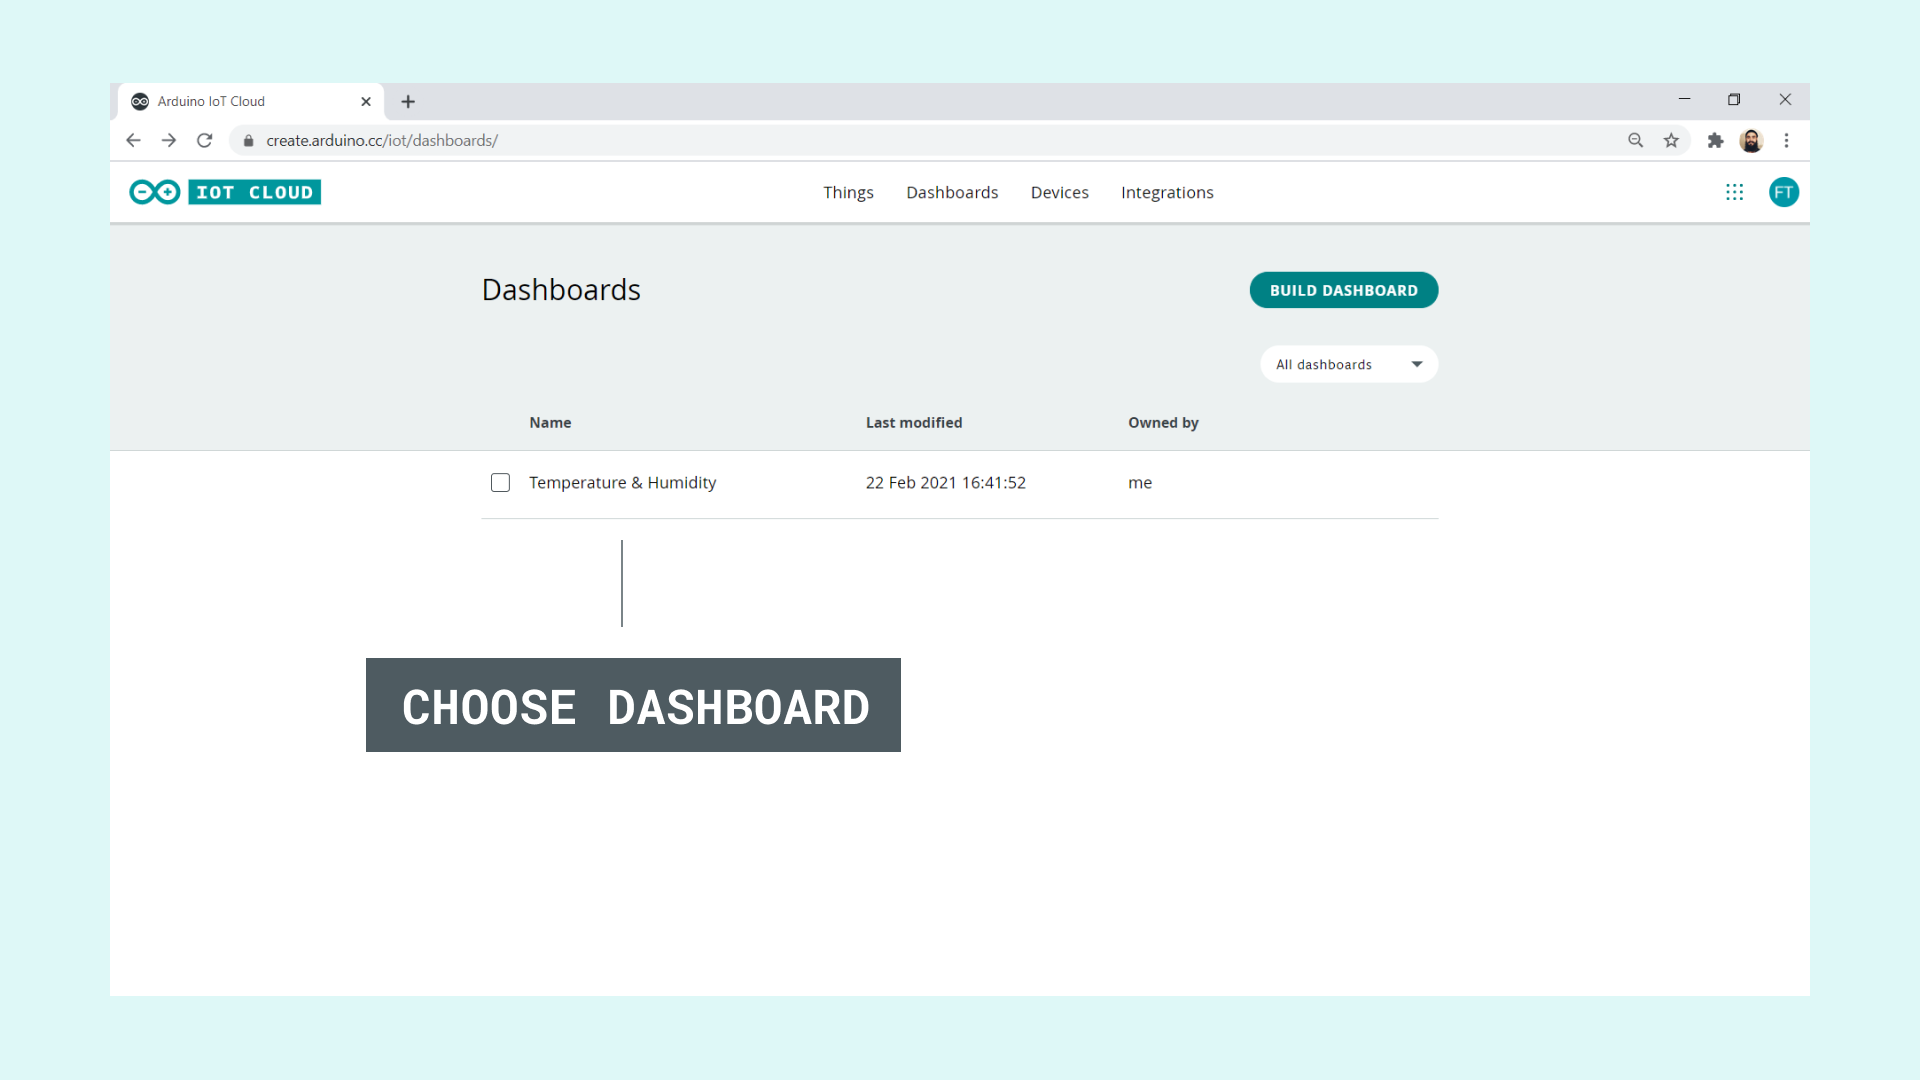 Arduino IoT Cloud
create.arduino.cc/iot/dashboards/
IOT CLOUD
Things Dashboards Devices Integrations
FT
Dashboards
BUILD DASHBOARD
All dashboards
Name Last modified Owned by
Temperature & Humidity 22 Feb 2021 16:41:52 me
CHOOSE DASHBOARD